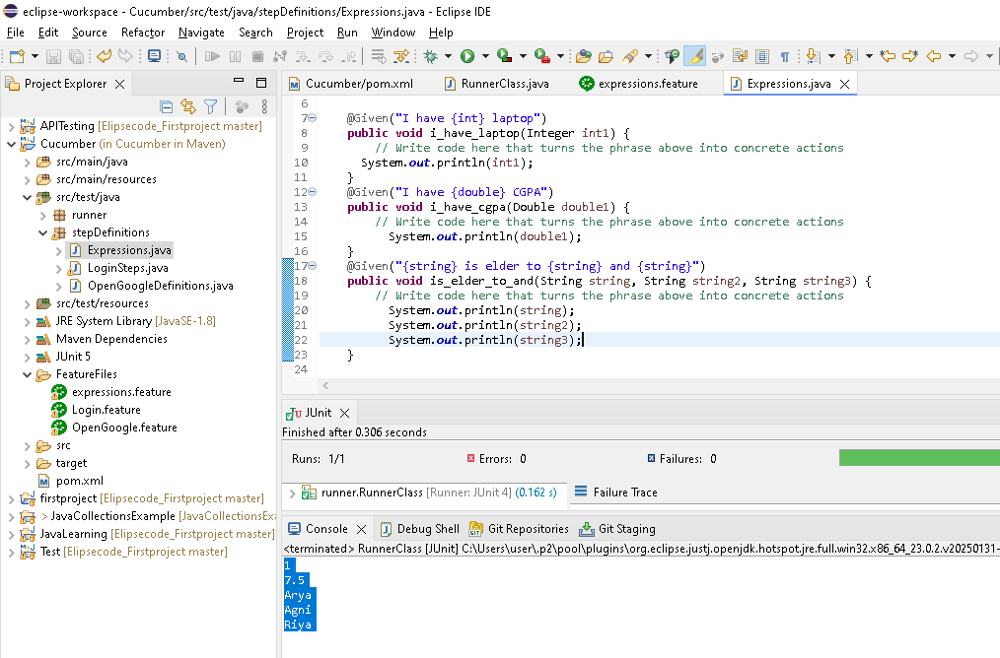 eclipse-workspace - Cucumber/src/test/java/stepDefinitions/Expressions.java - Eclipse IDE
File Edit Source Refactor Navigate Search Project Run Window Help
Project Explorer
APITesting [Elipsecode_Firstproject master]
Cucumber (in Cucumber in Maven)
src/main/java
src/main/resources
src/test/java
runner
stepDefinitions
Expressions.java
LoginSteps.java
OpenGoogleDefinitions.java
src/test/resources
JRE System Library [JavaSE-1.8]
Maven Dependencies
JUnit 5
FeatureFiles
expressions.feature
Login.feature
OpenGoogle.feature
src
target
pom.xml
firstproject [Elipsecode_Firstproject master]
> JavaCollectionsExample [JavaCollectionsExa
JavaLearning [Elipsecode_Firstproject master]
Test [Elipsecode_Firstproject master]
Cucumber/pom.xml RunnerClass.java expressions.feature Expressions.java
6
7 @Given("I have {int} laptop")
8 public void i_have_laptop(Integer int1) {
9 // Write code here that turns the phrase above into concrete actions
10 System.out.println(int1);
11 }
12 @Given("I have {double} CGPA")
13 public void i_have_cgpa(Double double1) {
14 // Write code here that turns the phrase above into concrete actions
15 System.out.println(double1);
16 }
17 @Given("{string} is elder to {string} and {string}")
18 public void is_elder_to_and(String string, String string2, String string3) {
19 // Write code here that turns the phrase above into concrete actions
20 System.out.println(string);
21 System.out.println(string2);
22 System.out.println(string3);
23 }
24
JUnit
Finished after 0.306 seconds
Runs: 1/1 Errors: 0 Failures: 0
runner.RunnerClass [Runner: JUnit 4] (0.162 s) Failure Trace
Console Debug Shell Git Repositories Git Staging
<terminated> RunnerClass [JUnit] C:\Users\user\.p2\pool\plugins\org.eclipse.justj.openjdk.hotspot.jre.full.win32.x86_64_23.0.2.v20250131-
1
7.5
Arya
Agni
Riya